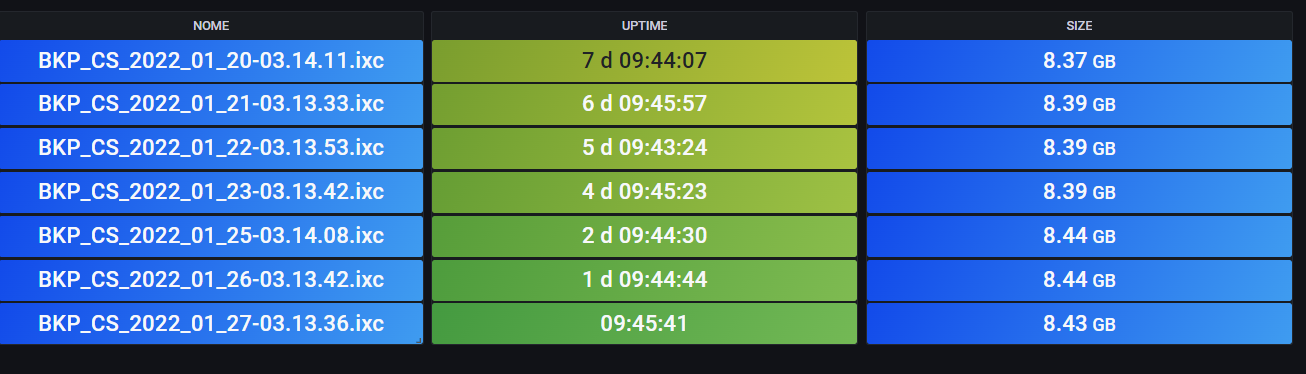 NOME UPTIME SIZE
BKP_CS_2022_01_20-03.14.11.ixc 7 d 09:44:07 8.37 GB
BKP_CS_2022_01_21-03.13.33.ixc 6 d 09:45:57 8.39 GB
BKP_CS_2022_01_22-03.13.53.ixc 5 d 09:43:24 8.39 GB
BKP_CS_2022_01_23-03.13.42.ixc 4 d 09:45:23 8.39 GB
BKP_CS_2022_01_25-03.14.08.ixc 2 d 09:44:30 8.44 GB
BKP_CS_2022_01_26-03.13.42.ixc 1 d 09:44:44 8.44 GB
BKP_CS_2022_01_27-03.13.36.ixc 09:45:41 8.43 GB